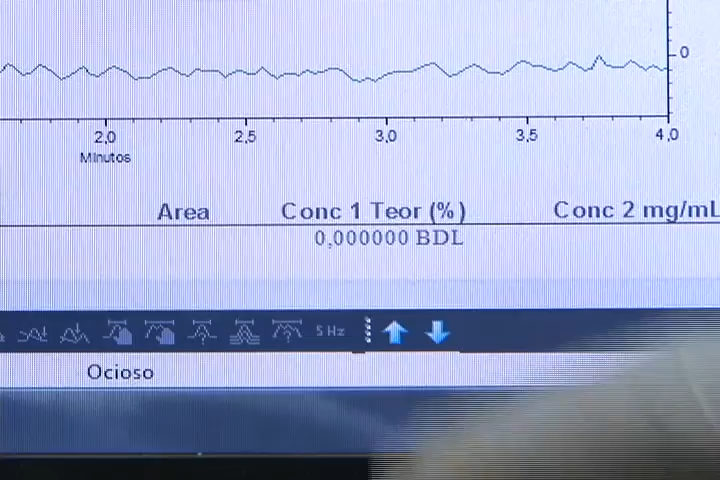 0
2,0 2,5 3,0 3,5 4,0
Minutos
Area Conc 1 Teor (%) Conc 2 mg/mL
0,000000 BDL
5 Hz
Ocioso